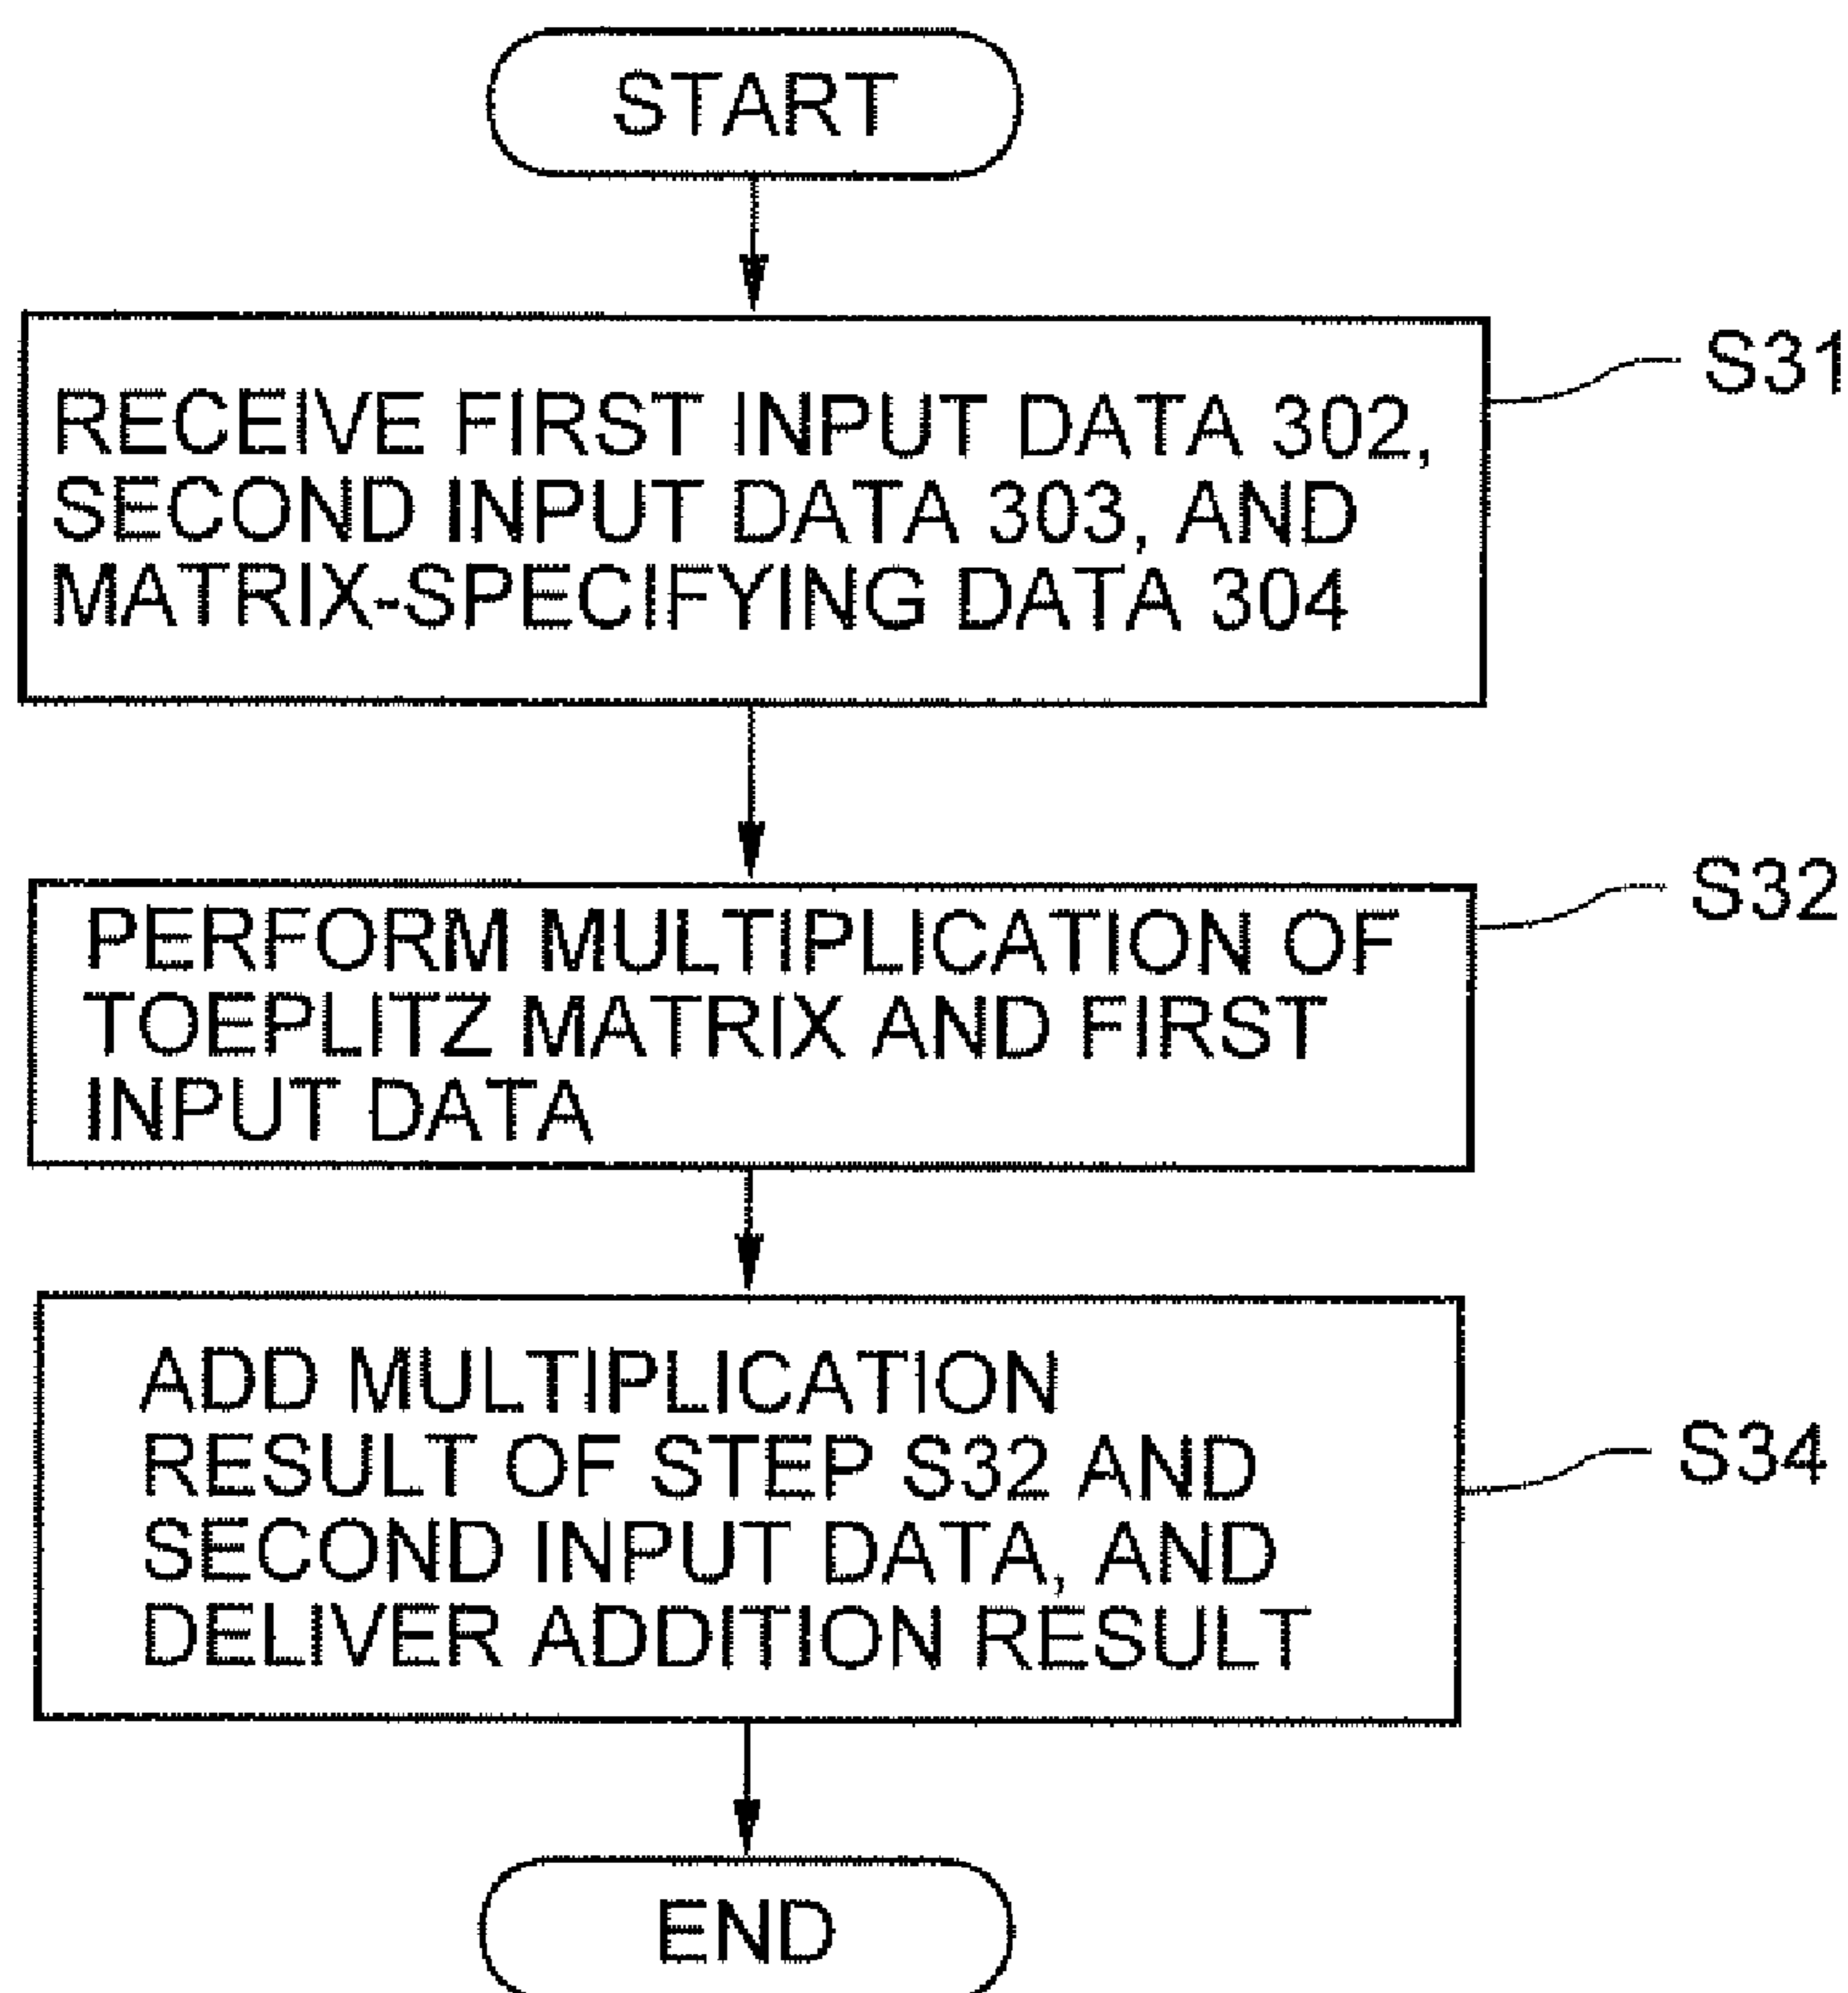 START
RECEIVE FIRST INPUT DATA 302,
SECOND INPUT DATA 303, AND
MATRIX-SPECIFYING DATA 304
S31
PERFORM MULTIPLICATION OF
TOEPLITZ MATRIX AND FIRST
INPUT DATA
S32
ADD MULTIPLICATION
RESULT OF STEP S32 AND
SECOND INPUT DATA, AND
DELIVER ADDITION RESULT
S34
END